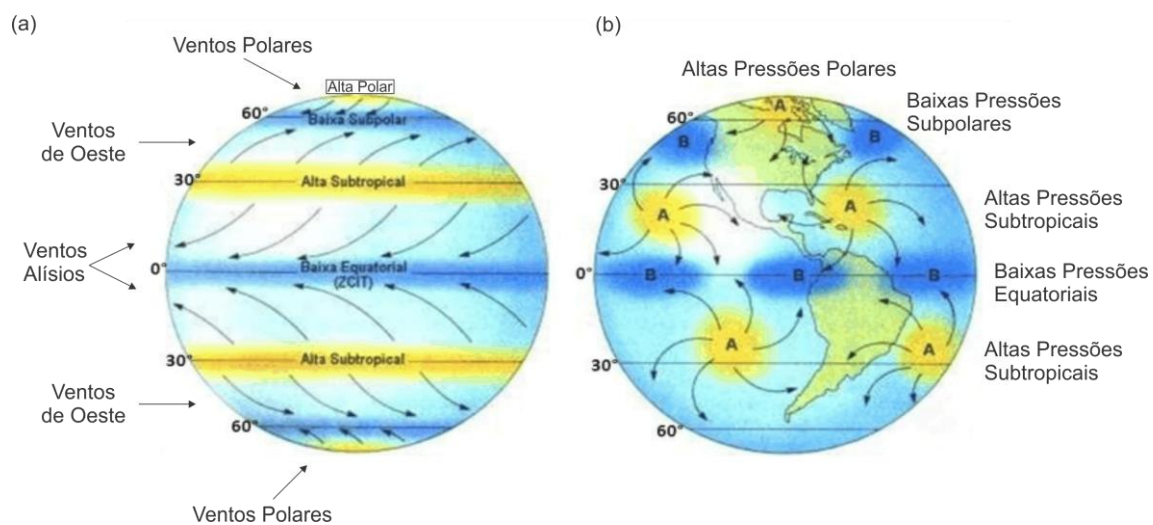 (a)
Ventos Polares
Alta Polar
60°
Baixa Subpolar
Ventos
de Oeste
30°
Alta Subtropical
Ventos
Alísios
0°
Baixa Equatorial
(ZCIT)
30°
Alta Subtropical
Ventos
de Oeste
60°
Ventos Polares
(b)
Altas Pressões Polares
A
60°
Baixas Pressões
Subpolares
B
B
30°
Altas Pressões
Subtropicais
A
A
0°
B
B
B
Baixas Pressões
Equatoriais
A
A
30°
Altas Pressões
Subtropicais
60°